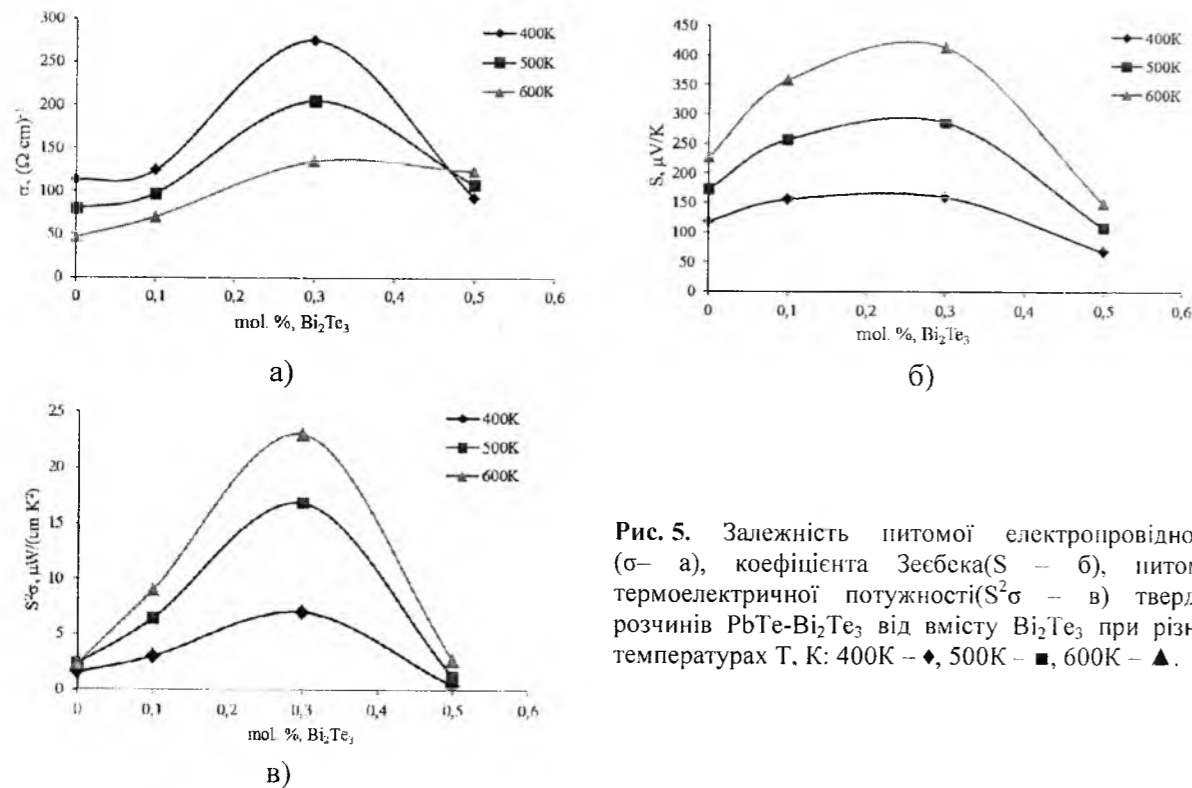 300
250
200
150
100
50
0
σ, (Ω cm)⁻¹
400K
500K
600K
0 0,1 0,2 0,3 0,4 0,5 0,6
mol. %, Bi₂Te₃
а)
450
400
350
300
250
200
150
100
50
0
S, μV/K
400K
500K
600K
0 0,1 0,2 0,3 0,4 0,5 0,6
mol. %, Bi₂Te₃
б)
25
20
15
10
5
0
S²σ, μW/(cm K²)
400K
500K
600K
0 0,1 0,2 0,3 0,4 0,5 0,6
mol. %, Bi₂Te₃
в)
Рис. 5. Залежність питомої електропровідно
(σ– а), коефіцієнта Зеєбека(S – б), питом
термоелектричної потужності(S²σ – в) тверд
розчинів PbTe-Bi₂Te₃ від вмісту Bi₂Te₃ при різн
температурах Т, К: 400К – ♦, 500К – ■, 600К – ▲.